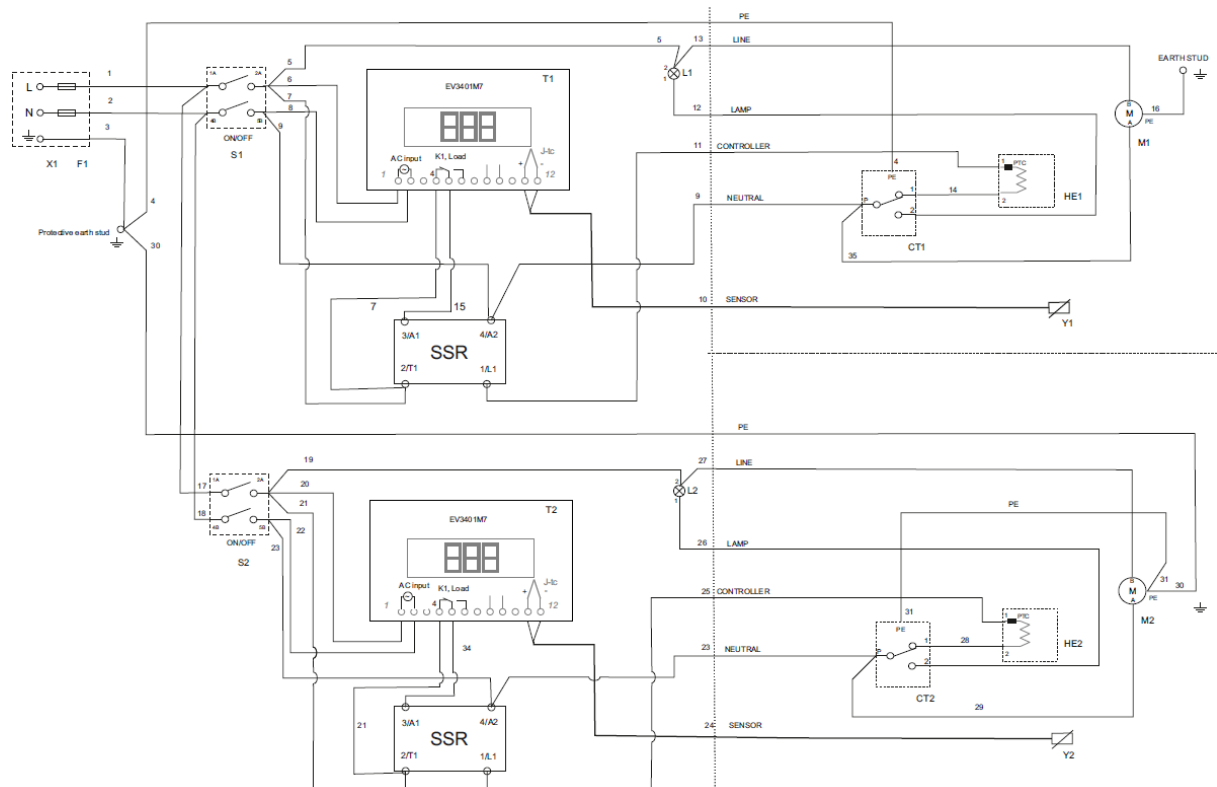 PE
5 13 LINE
EARTH STUD
1 1A 2A 5 T1 2 1 L1
L 6 EV3401M7
2 7 12 LAMP B M A 16 PE
N 4B 5B 8 888
3 9 M1
ON/OFF
X1 F1 S1
AC input K1, Load J-tc 11 CONTROLLER
1 4 + - 12 4 1 PTC
PE
4 9 NEUTRAL P 1 14 2 HE1
2
Protective earth stud
30 CT1
35
7 15 10 SENSOR
Y1
3/A1 4/A2
SSR
2/T1 1/L1
PE
19 27 LINE
17 1A 2A 20 2 1 L2
21 T2
18 4B 5B 22 EV3401M7 PE
ON/OFF 23 26 LAMP
S2 888
AC input K1, Load J-tc B M A 31 30
1 4 + - 12 25 CONTROLLER PE
31 1 PTC M2
PE
34 23 NEUTRAL P 1 28 2 HE2
2
CT2
29
21 3/A1 4/A2 24 SENSOR
SSR Y2
2/T1 1/L1